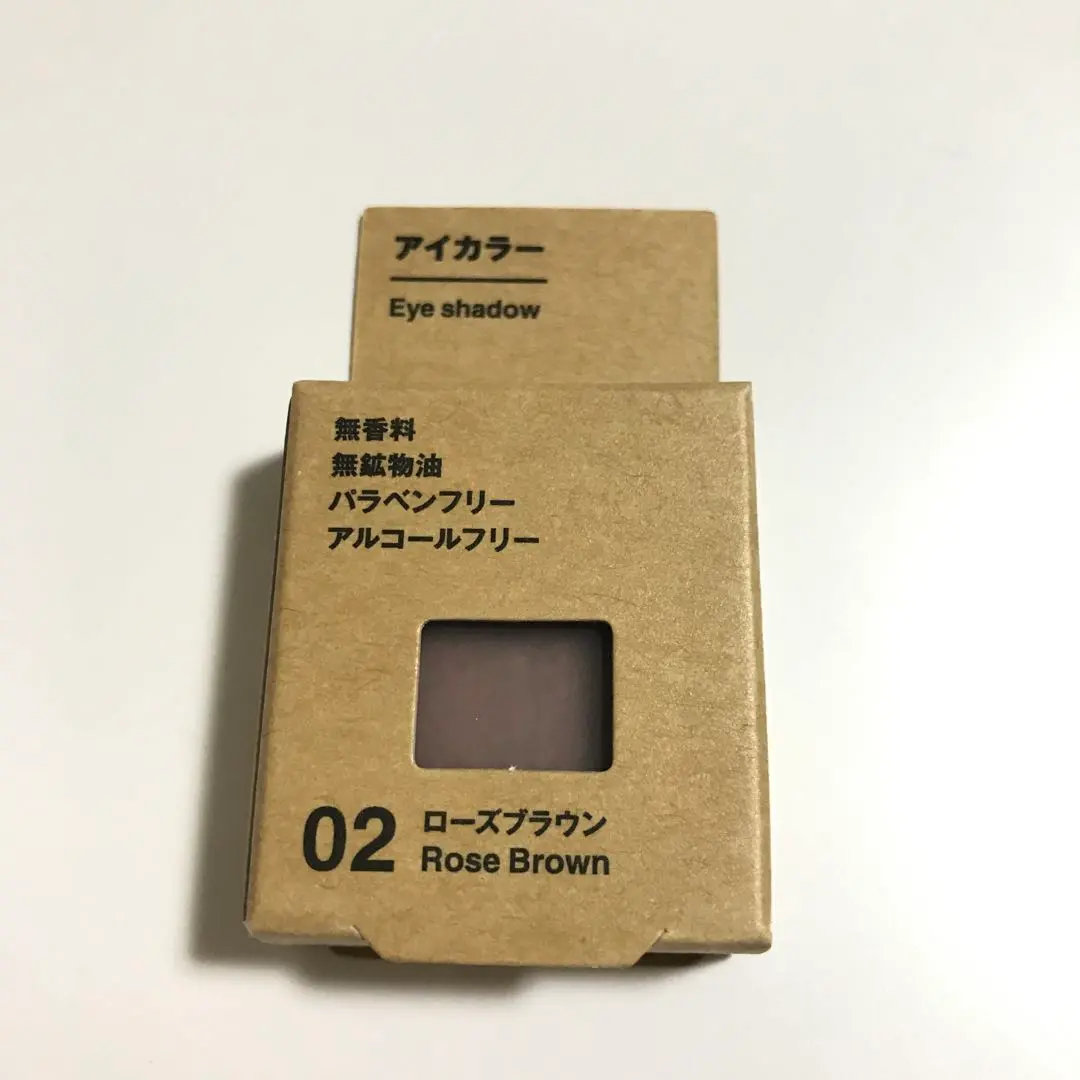 アイカラー
Eye shadow
無香料
無鉱物油
パラベンフリー
アルコールフリー
02
ローズブラウン
Rose Brown